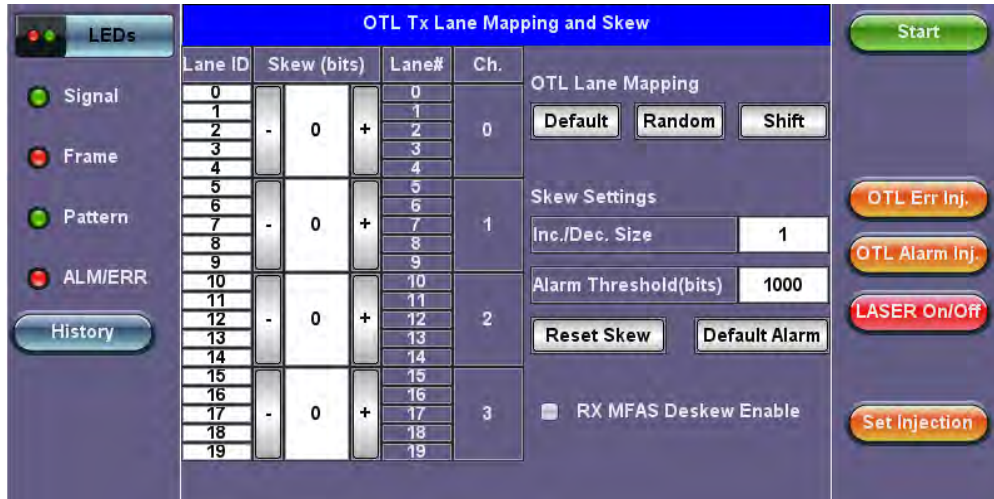 LEDs
Signal
Frame
Pattern
ALM/ERR
History
OTL Tx Lane Mapping and Skew
Lane ID Skew (bits) Lane# Ch.
0 0
1 1
2 - 0 + 2 0
3 3
4 4
5 5
6 6
7 - 0 + 7 1
8 8
9 9
10 10
11 11
12 - 0 + 12 2
13 13
14 14
15 15
16 16
17 - 0 + 17 3
18 18
19 19
OTL Lane Mapping
Default Random Shift
Skew Settings
Inc./Dec. Size 1
Alarm Threshold(bits) 1000
Reset Skew Default Alarm
RX MFAS Deskew Enable
Start
OTL Err Inj.
OTL Alarm Inj.
LASER On/Off
Set Injection